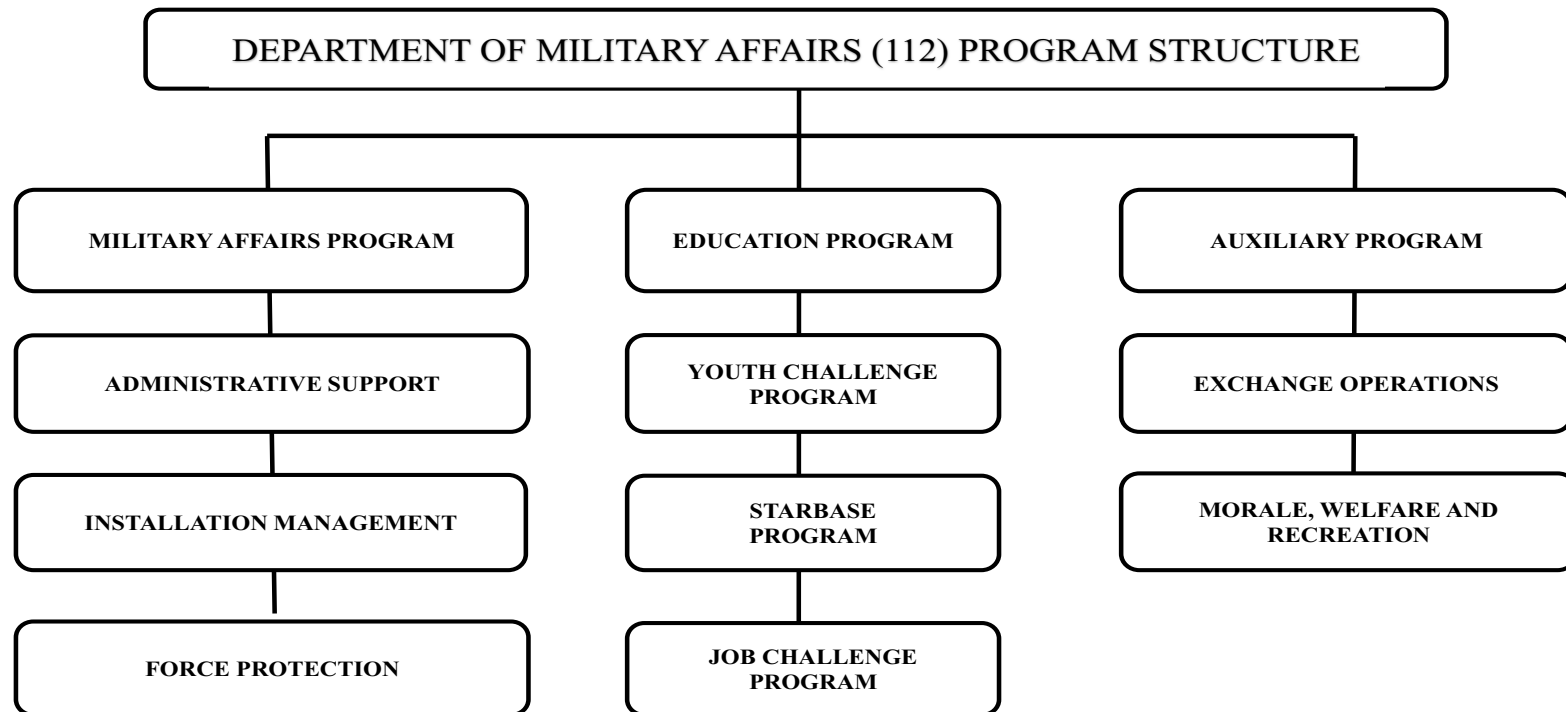 DEPARTMENT OF MILITARY AFFAIRS (112) PROGRAM STRUCTURE
MILITARY AFFAIRS PROGRAM
ADMINISTRATIVE SUPPORT
INSTALLATION MANAGEMENT
FORCE PROTECTION
EDUCATION PROGRAM
YOUTH CHALLENGE
PROGRAM
STARBASE
PROGRAM
JOB CHALLENGE
PROGRAM
AUXILIARY PROGRAM
EXCHANGE OPERATIONS
MORALE, WELFARE AND
RECREATION